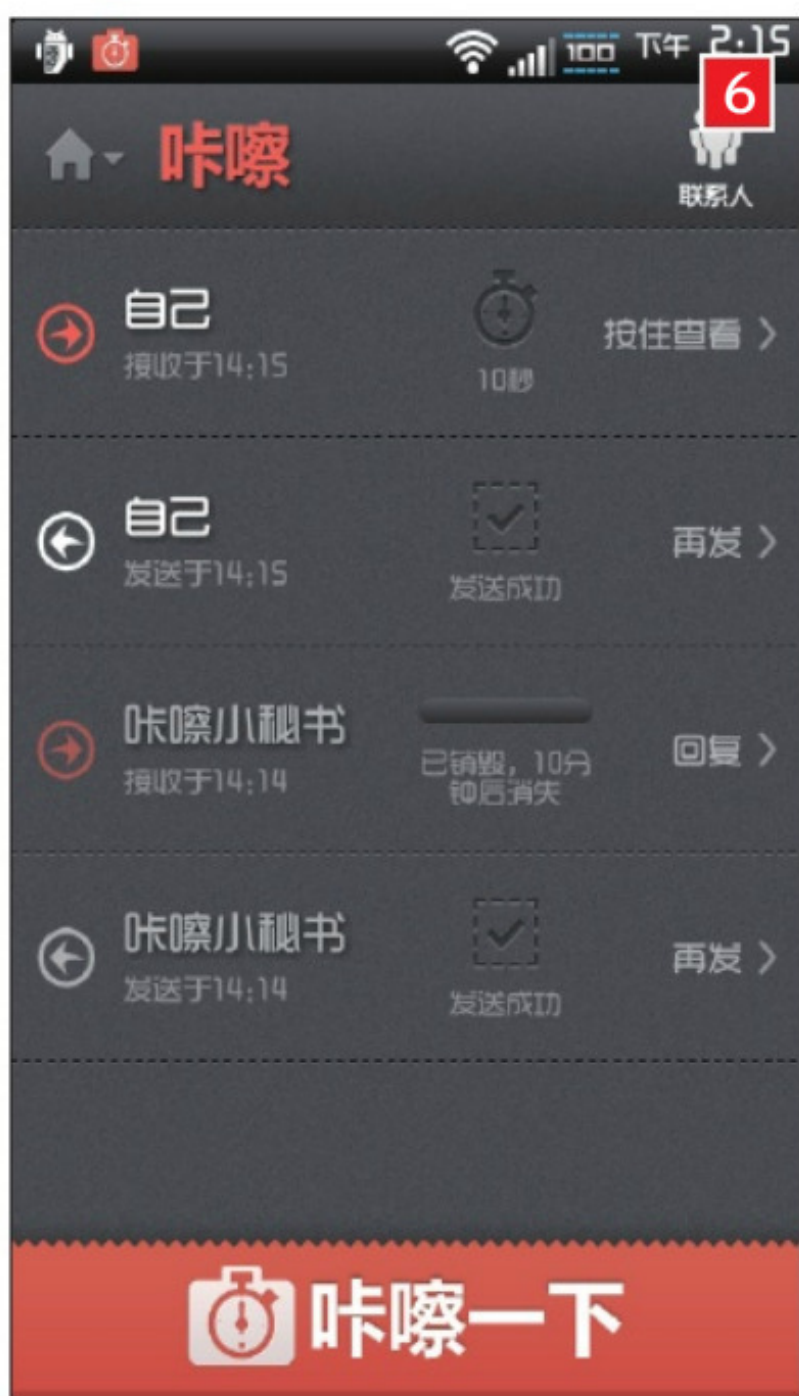 100 下午 2:15
6
咔嚓
联系人
自己
接收于14:15
10秒
按住查看
自己
发送于14:15
发送成功
再发
咔嚓小秘书
接收于14:14
已销毁，10分
钟后消失
回复
咔嚓小秘书
发送于14:14
发送成功
再发
咔嚓一下